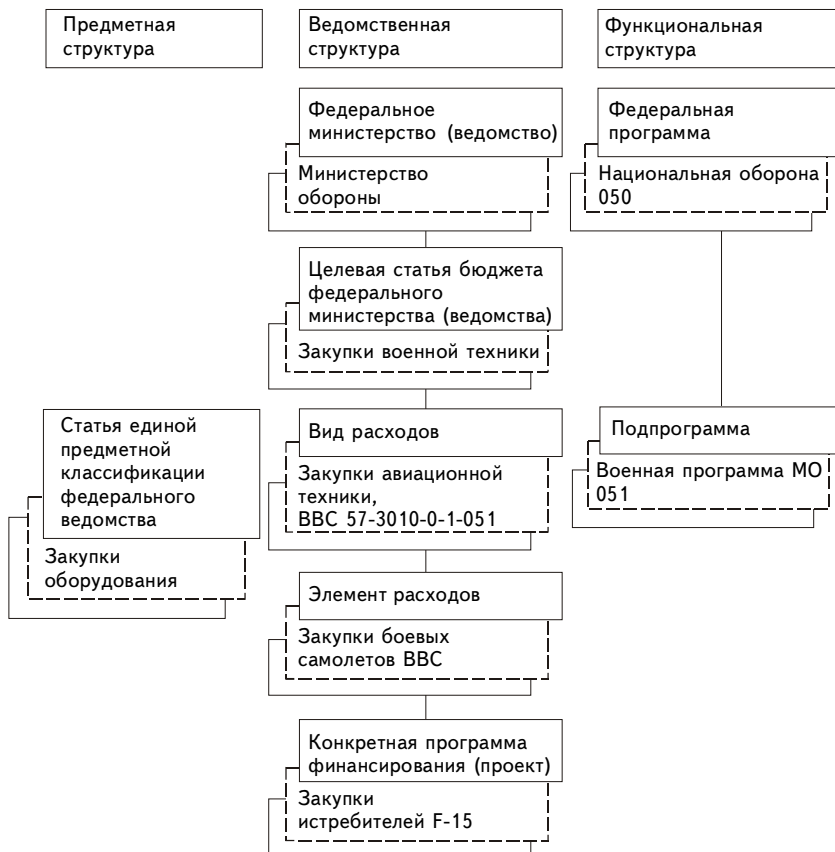 Предметная
структура
Ведомственная
структура
Функциональная
структура
Федеральное
министерство (ведомство)
Министерство
обороны
Федеральная
программа
Национальная оборона
050
Целевая статья бюджета
федерального
министерства (ведомства)
Закупки военной техники
Статья единой
предметной
классификации
федерального
ведомства
Закупки
оборудования
Вид расходов
Закупки авиационной
техники,
ВВС 57-3010-0-1-051
Подпрограмма
Военная программа МО
051
Элемент расходов
Закупки боевых
самолетов ВВС
Конкретная программа
финансирования (проект)
Закупки
истребителей F-15